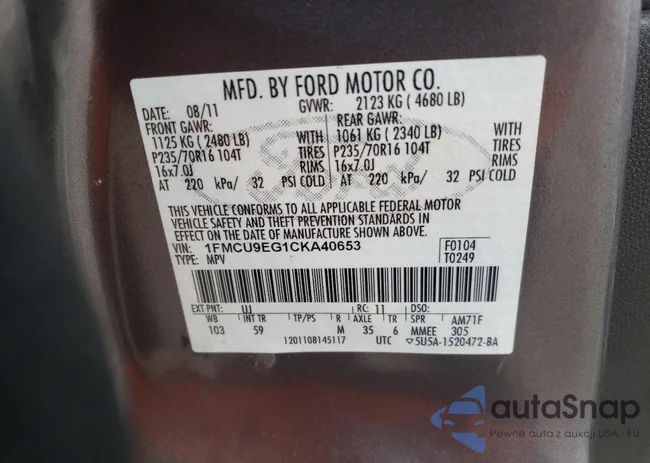 MFD. BY FORD MOTOR CO.
DATE: 08/11 GVWR: 2123 KG ( 4680 LB)
FRONT GAWR: REAR GAWR:
1125 KG ( 2480 LB) WITH 1061 KG ( 2340 LB) WITH
P235/70R16 104T TIRES P235/70R16 104T TIRES
16x7.0J RIMS 16x7.0J RIMS
AT 220 kPa/ 32 PSI COLD AT 220 kPa/ 32 PSI COLD
THIS VEHICLE CONFORMS TO ALL APPLICABLE FEDERAL MOTOR
VEHICLE SAFETY AND THEFT PREVENTION STANDARDS IN
EFFECT ON THE DATE OF MANUFACTURE SHOWN ABOVE.
VIN: 1FMCU9EG1CKA40653 F0104
TYPE: MPV T0249
EXT PNT: UJ RC: 11 DSO:
WB INT TR TP/PS R AXLE TR SPR AM71F
103 59 M 35 6 MMEE 305
1201108145117 UTC ▽5U5A-1520472-BA
Ford
autoSnap
Pewne auta z aukcji USA - EU